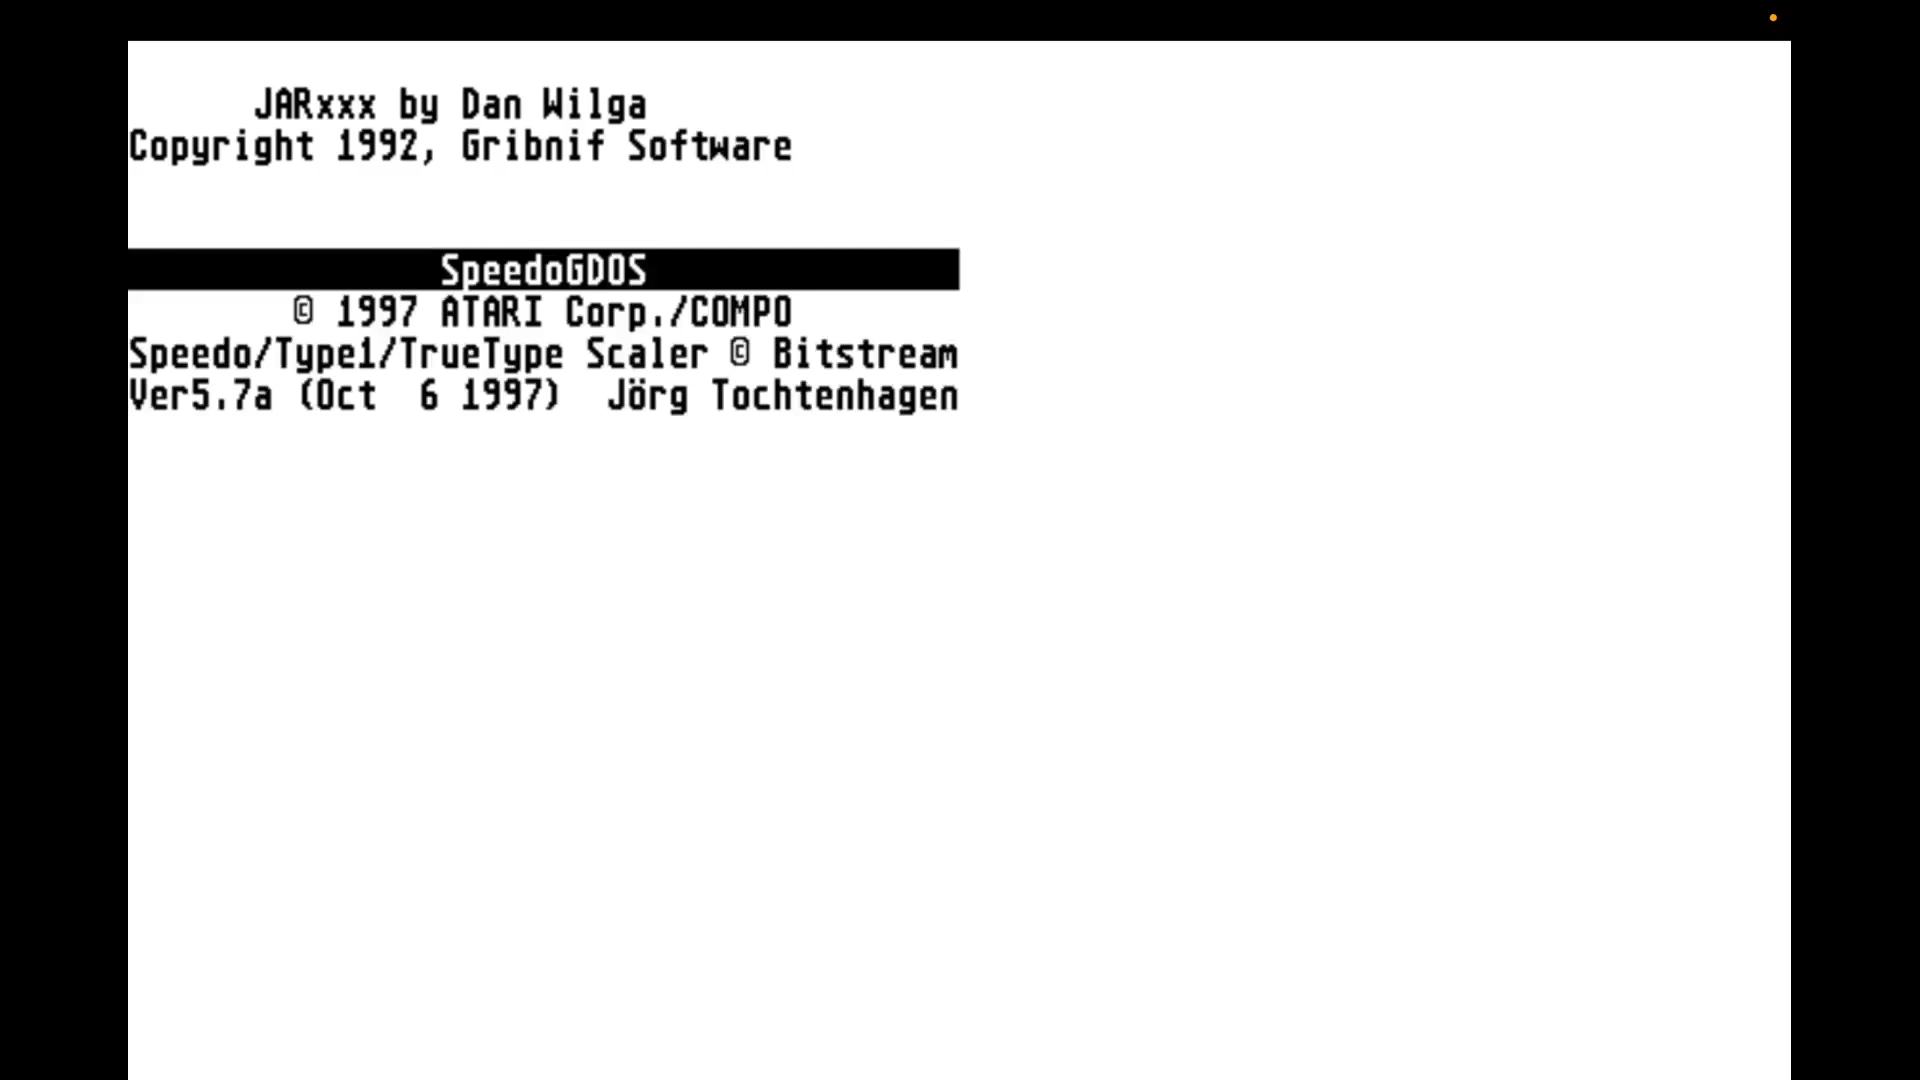 JARxxx by Dan Wilga
Copyright 1992, Gribnif Software
SpeedoGDOS
© 1997 ATARI Corp./COMPO
Speedo/Type1/TrueType Scaler © Bitstream
Ver5.7a (Oct  6 1997)  Jörg Tochtenhagen